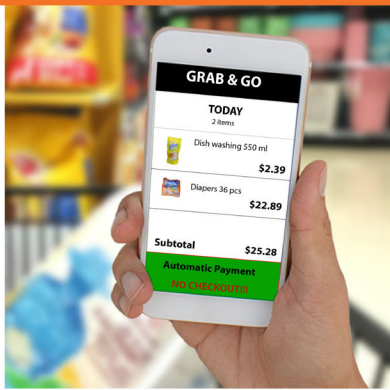 GRAB & GO
TODAY
2 items
Dish washing 550 ml
$2.39
Diapers 36 pcs
$22.89
Subtotal $25.28
Automatic Payment
NO CHECKOUT!!!